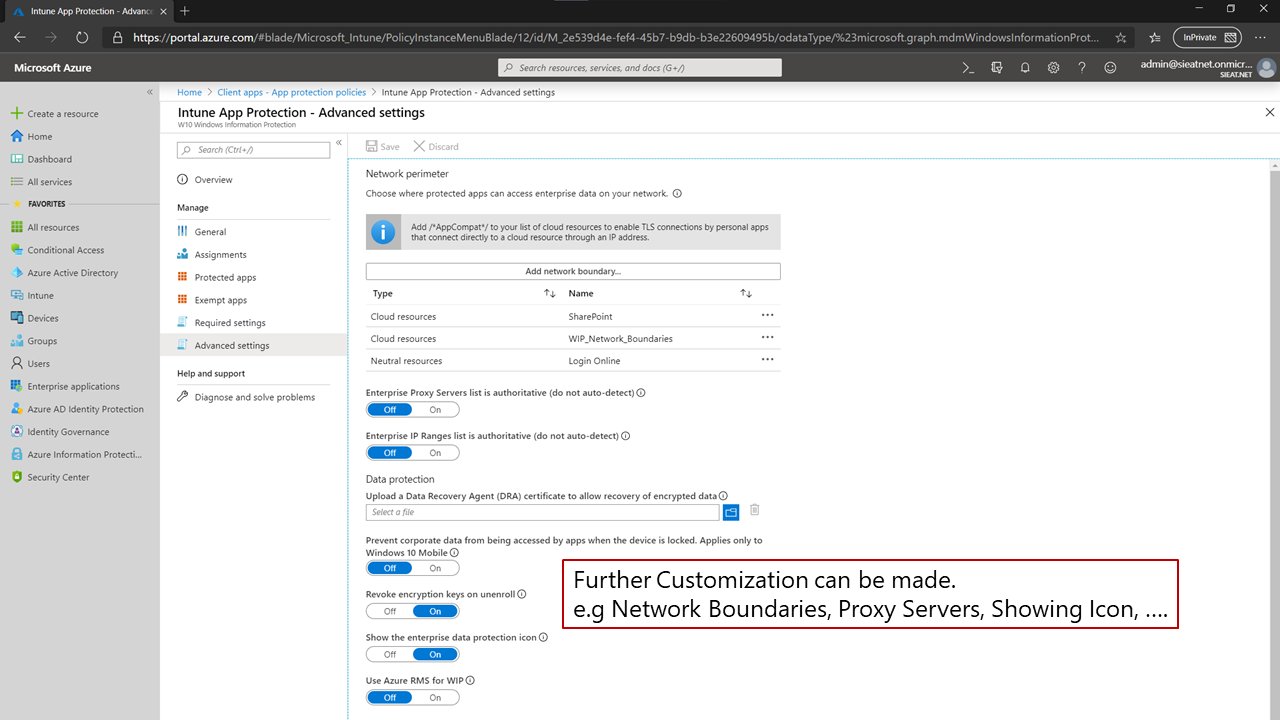 Intune App Protection - Advance
https://portal.azure.com/#blade/Microsoft_Intune/PolicyInstanceMenuBlade/12/id/M_2e539d4e-fef4-45b7-b9db-b3e22609495b/odataType/%23microsoft.graph.mdmWindowsInformationProt...
InPrivate
Microsoft Azure
Search resources, services, and docs (G+/)
admin@sieatnet.onmicr...
SIEAT.NET
Create a resource
Home
Dashboard
All services
FAVORITES
All resources
Conditional Access
Azure Active Directory
Intune
Devices
Groups
Users
Enterprise applications
Azure AD Identity Protection
Identity Governance
Azure Information Protecti...
Security Center
Home > Client apps - App protection policies > Intune App Protection - Advanced settings
Intune App Protection - Advanced settings
W10 Windows Information Protection
Search (Ctrl+/)
Overview
Manage
General
Assignments
Protected apps
Exempt apps
Required settings
Advanced settings
Help and support
Diagnose and solve problems
Save Discard
Network perimeter
Choose where protected apps can access enterprise data on your network.
Add /*AppCompat*/ to your list of cloud resources to enable TLS connections by personal apps
that connect directly to a cloud resource through an IP address.
Add network boundary...
Type Name
Cloud resources SharePoint ...
Cloud resources WIP_Network_Boundaries ...
Neutral resources Login Online ...
Enterprise Proxy Servers list is authoritative (do not auto-detect)
Off On
Enterprise IP Ranges list is authoritative (do not auto-detect)
Off On
Data protection
Upload a Data Recovery Agent (DRA) certificate to allow recovery of encrypted data
Select a file
Prevent corporate data from being accessed by apps when the device is locked. Applies only to
Windows 10 Mobile
Off On
Revoke encryption keys on unenroll
Off On
Show the enterprise data protection icon
Off On
Use Azure RMS for WIP
Off On
Further Customization can be made.
e.g Network Boundaries, Proxy Servers, Showing Icon, ....